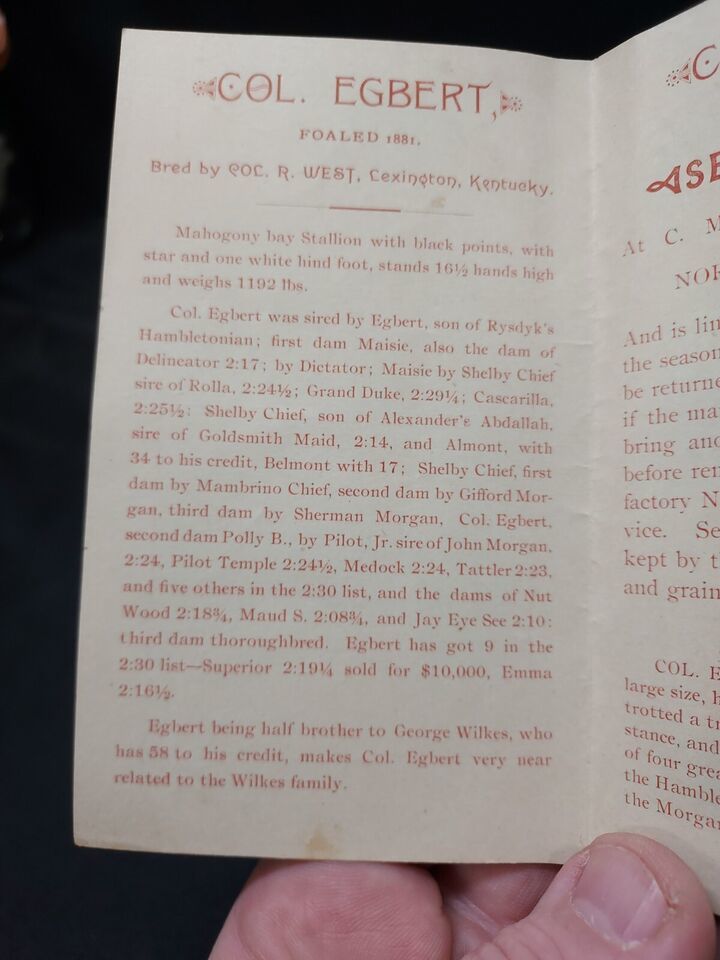 COL. EGBERT,
FOALED 1881.
Bred by COL. R. WEST, Lexington, Kentucky.
Mahogony bay Stallion with black points, with
star and one white hind foot, stands 16½ hands high
and weighs 1192 lbs.
Col. Egbert was sired by Egbert, son of Rysdyk's
Hambletonian; first dam Maisie, also the dam of
Delineator 2:17; by Dictator; Maisie by Shelby Chief
sire of Rolla, 2:24½; Grand Duke, 2:29¼; Cascarilla,
2:25½: Shelby Chief, son of Alexander's Abdallah,
sire of Goldsmith Maid, 2:14, and Almont, with
34 to his credit, Belmont with 17; Shelby Chief, first
dam by Mambrino Chief, second dam by Gifford Mor-
gan, third dam by Sherman Morgan, Col. Egbert,
second dam Polly B., by Pilot, Jr. sire of John Morgan,
2:24, Pilot Temple 2:24½, Medock 2:24, Tattler 2:23,
and five others in the 2:30 list, and the dams of Nut
Wood 2:18¾, Maud S. 2:08¾, and Jay Eye See 2:10:
third dam thoroughbred. Egbert has got 9 in the
2:30 list—Superior 2:19¼ sold for $10,000, Emma
2:16½.
Egbert being half brother to George Wilkes, who
has 58 to his credit, makes Col. Egbert very near
related to the Wilkes family.
At C. M
And is
the season
be returne
if the ma
bring
before
factory N
vice. Se
kept by t
and grain
COL. E
large size, h
trotted a
stance, and
of four grea
the Hamble
the Morga